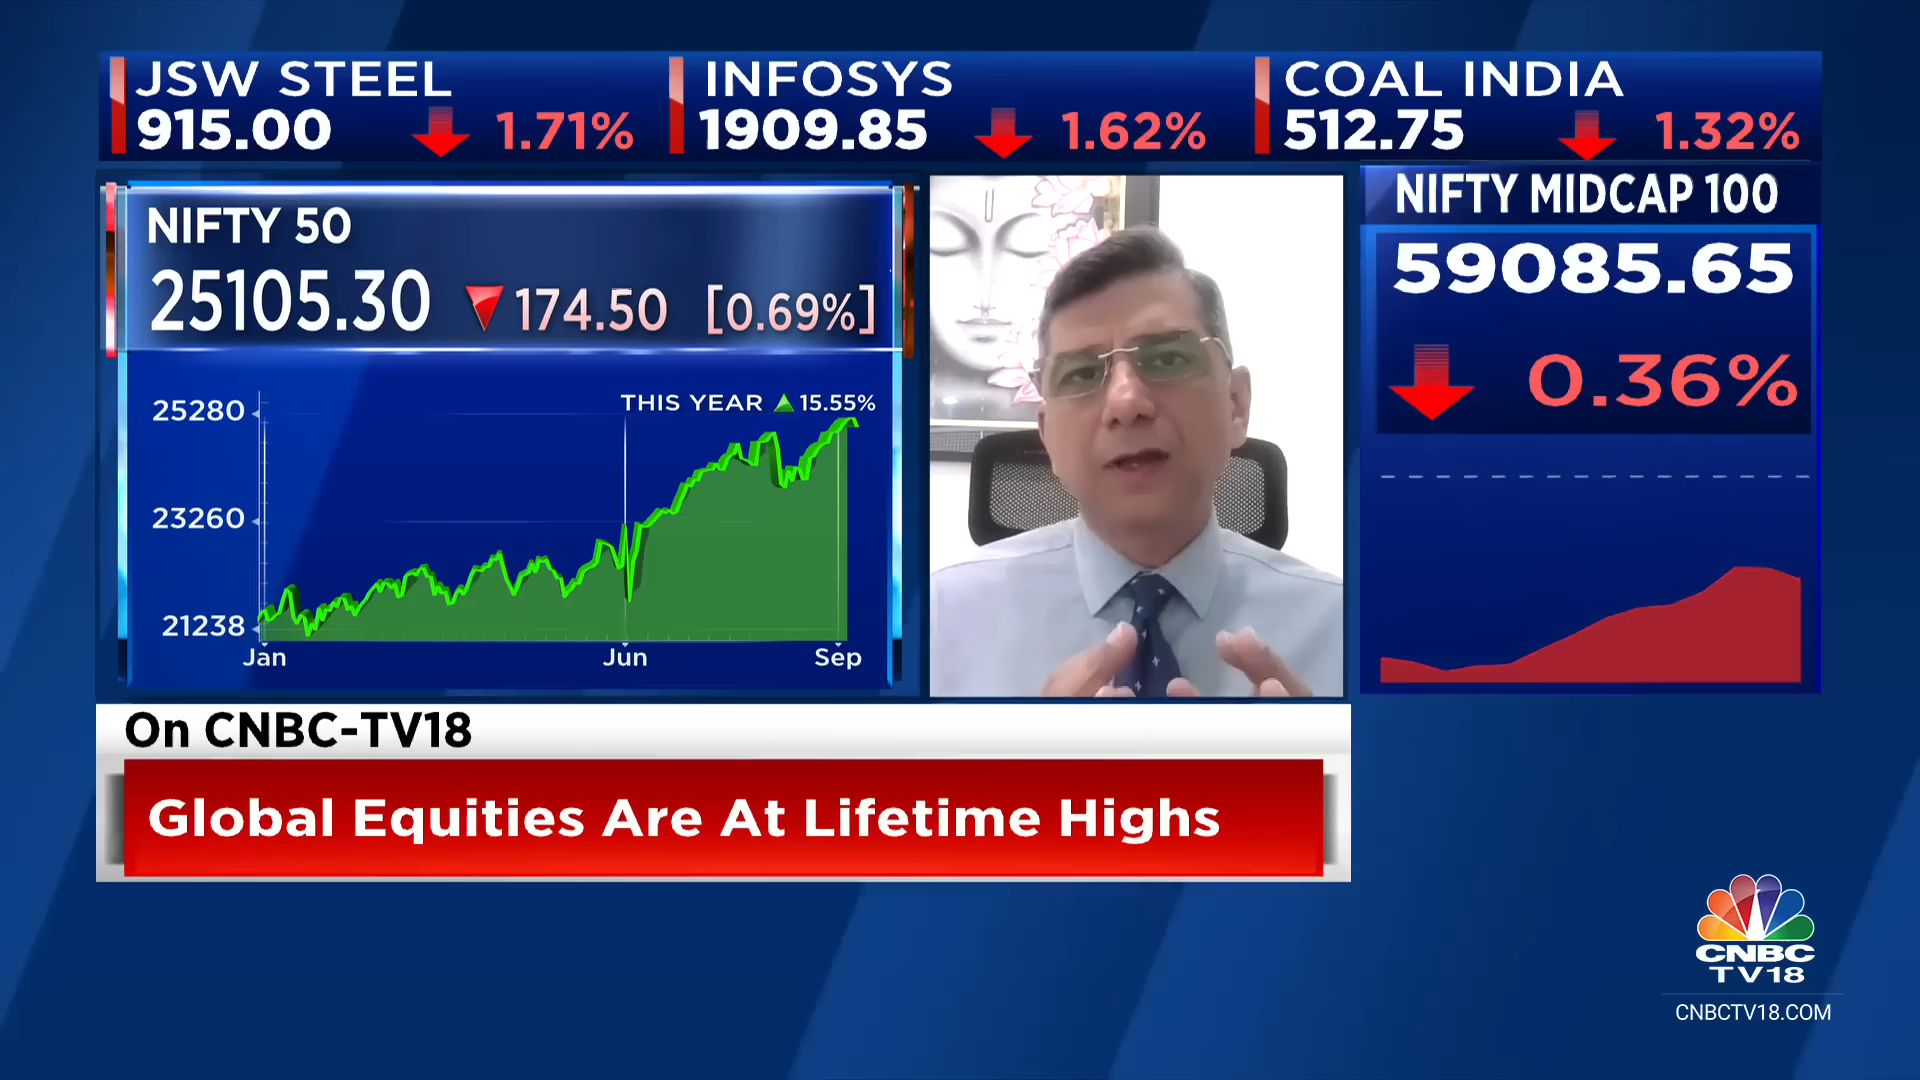 JSW STEEL
915.00 1.71%
INFOSYS
1909.85 1.62%
COAL INDIA
512.75 1.32%
NIFTY 50
25105.30 ▼ 174.50 [0.69%]
THIS YEAR ▲ 15.55%
25280
23260
21238
Jan Jun Sep
NIFTY MIDCAP 100
59085.65
0.36%
On CNBC-TV18
Global Equities Are At Lifetime Highs
CNBC
TV18
CNBCTV18.COM